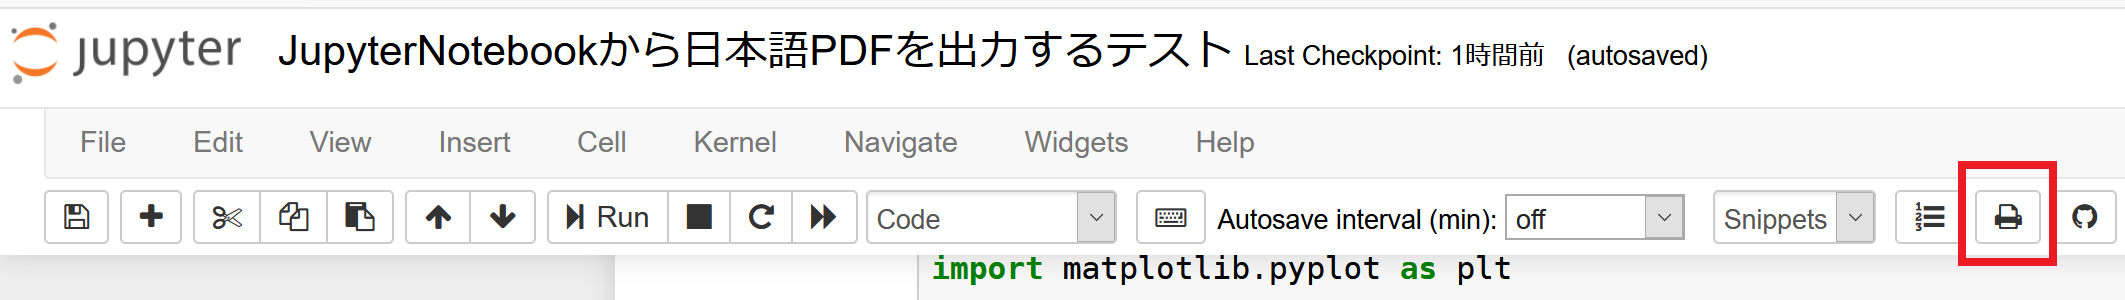 jupyter JupyterNotebookから日本語PDFを出力するテスト Last Checkpoint: 1時間前 (autosaved)
File Edit View Insert Cell Kernel Navigate Widgets Help
Run Code Autosave interval (min): off Snippets
import matplotlib.pyplot as plt